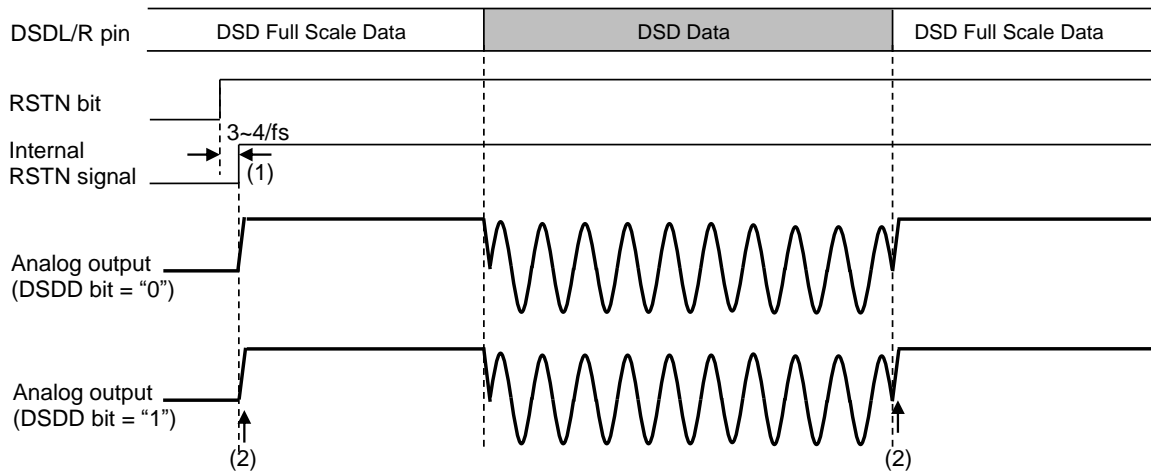 DSDL/R pin
DSD Full Scale Data
DSD Data
DSD Full Scale Data
RSTN bit
3~4/fs
Internal
RSTN signal
(1)
Analog output
(DSDD bit = “0”)
Analog output
(DSDD bit = “1”)
(2)
(2)